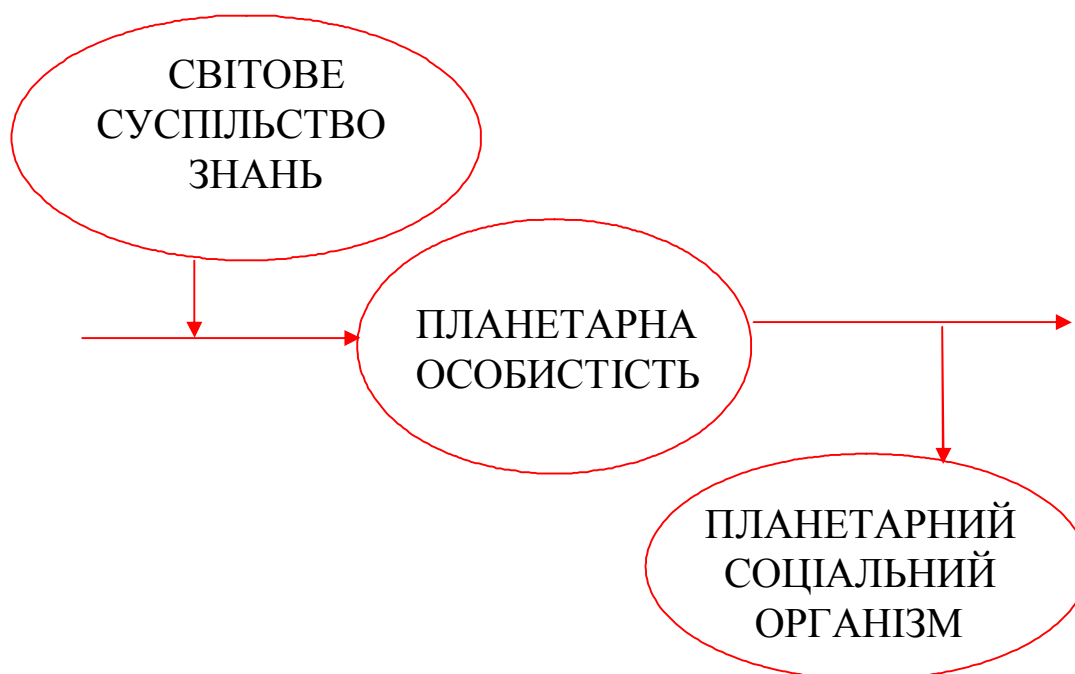 СВІТОВЕ
СУСПІЛЬСТВО
ЗНАНЬ
ПЛАНЕТАРНА
ОСОБИСТІСТЬ
ПЛАНЕТАРНИЙ
СОЦІАЛЬНИЙ
ОРГАНІЗМ